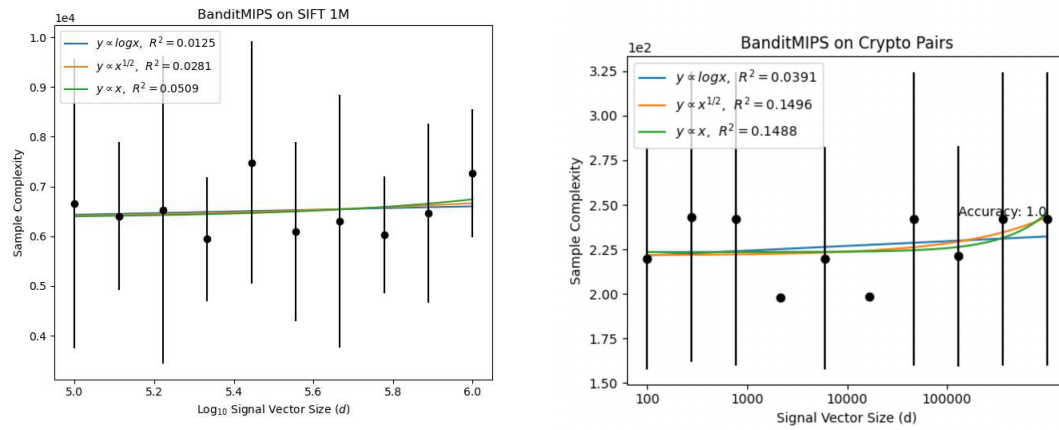 BanditMIPS on SIFT 1M
1e4
y ∝ logx, R² = 0.0125
y ∝ x^1/2, R² = 0.0281
y ∝ x, R² = 0.0509
Sample Complexity
1.0
0.9
0.8
0.7
0.6
0.5
0.4
5.0 5.2 5.4 5.6 5.8 6.0
Log₁₀ Signal Vector Size (d)
BanditMIPS on Crypto Pairs
1e2
y ∝ logx, R² = 0.0391
y ∝ x^1/2, R² = 0.1496
y ∝ x, R² = 0.1488
Accuracy: 1.0
Sample Complexity
3.25
3.00
2.75
2.50
2.25
2.00
1.75
1.50
100 1000 10000 100000
Signal Vector Size (d)